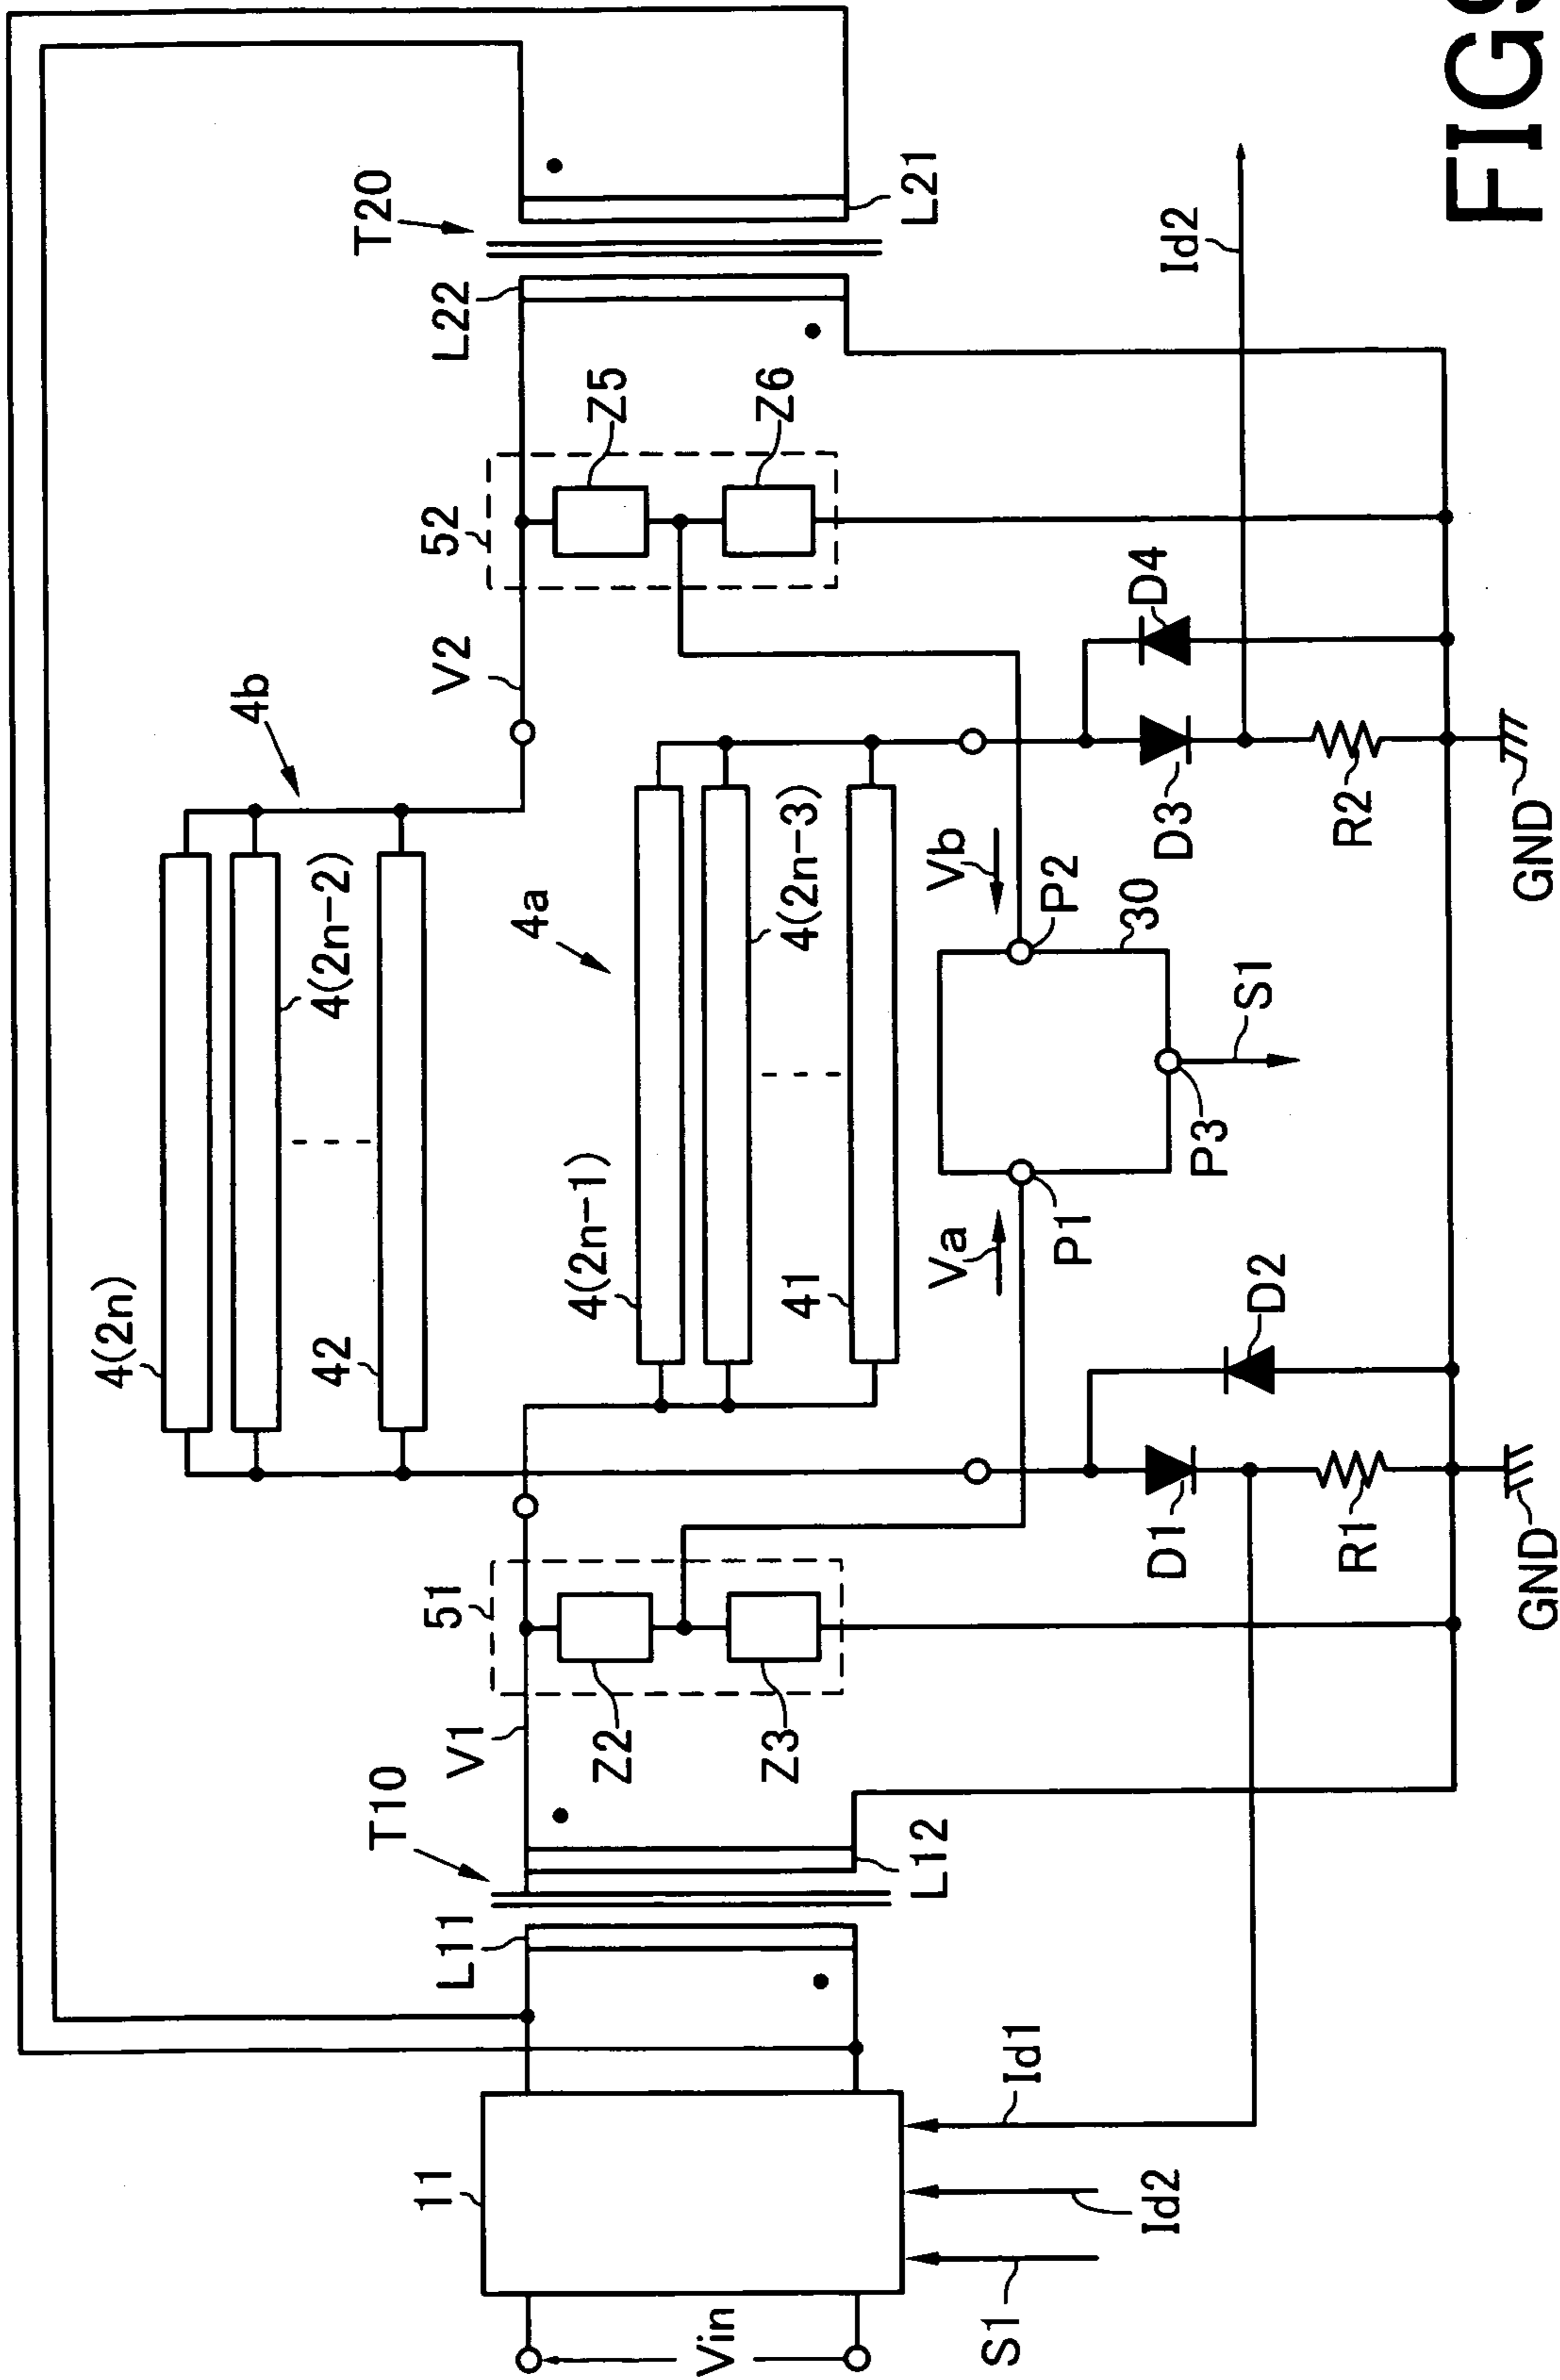 T20
L21
L22
Id2
Z5
Z6
52
V2
D4
4b
4(2n-2)
4a
4(2n-3)
Vb
P2
30
D3
R2
GND
S1
P3
4(2n)
42
4(2n-1)
41
Va
P1
D2
51
D1
R1
GND
V1
Z2
Z3
T10
L12
L11
Id1
11
Id2
S1
Vin
FIG